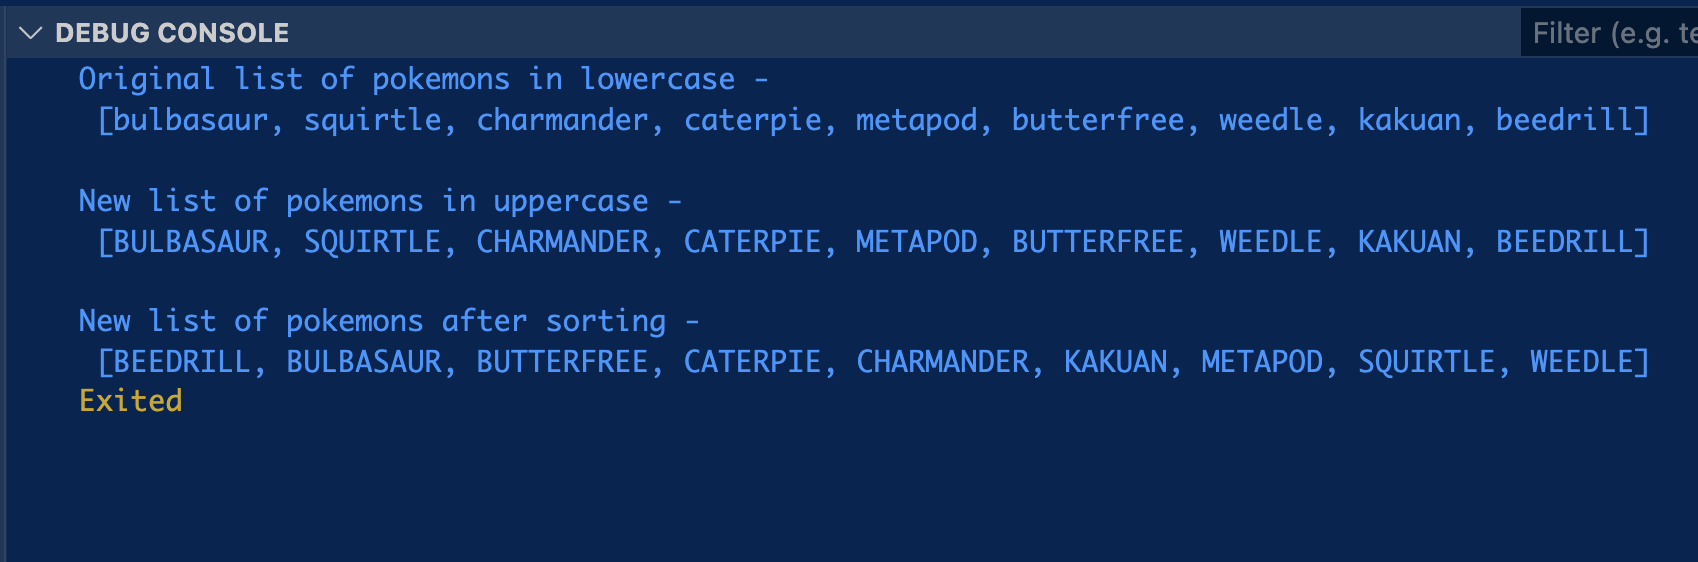 DEBUG CONSOLE
Filter (e.g. te
Original list of pokemons in lowercase -
[bulbasaur, squirtle, charmander, caterpie, metapod, butterfree, weedle, kakuan, beedrill]
New list of pokemons in uppercase -
[BULBASAUR, SQUIRTLE, CHARMANDER, CATERPIE, METAPOD, BUTTERFREE, WEEDLE, KAKUAN, BEEDRILL]
New list of pokemons after sorting -
[BEEDRILL, BULBASAUR, BUTTERFREE, CATERPIE, CHARMANDER, KAKUAN, METAPOD, SQUIRTLE, WEEDLE]
Exited